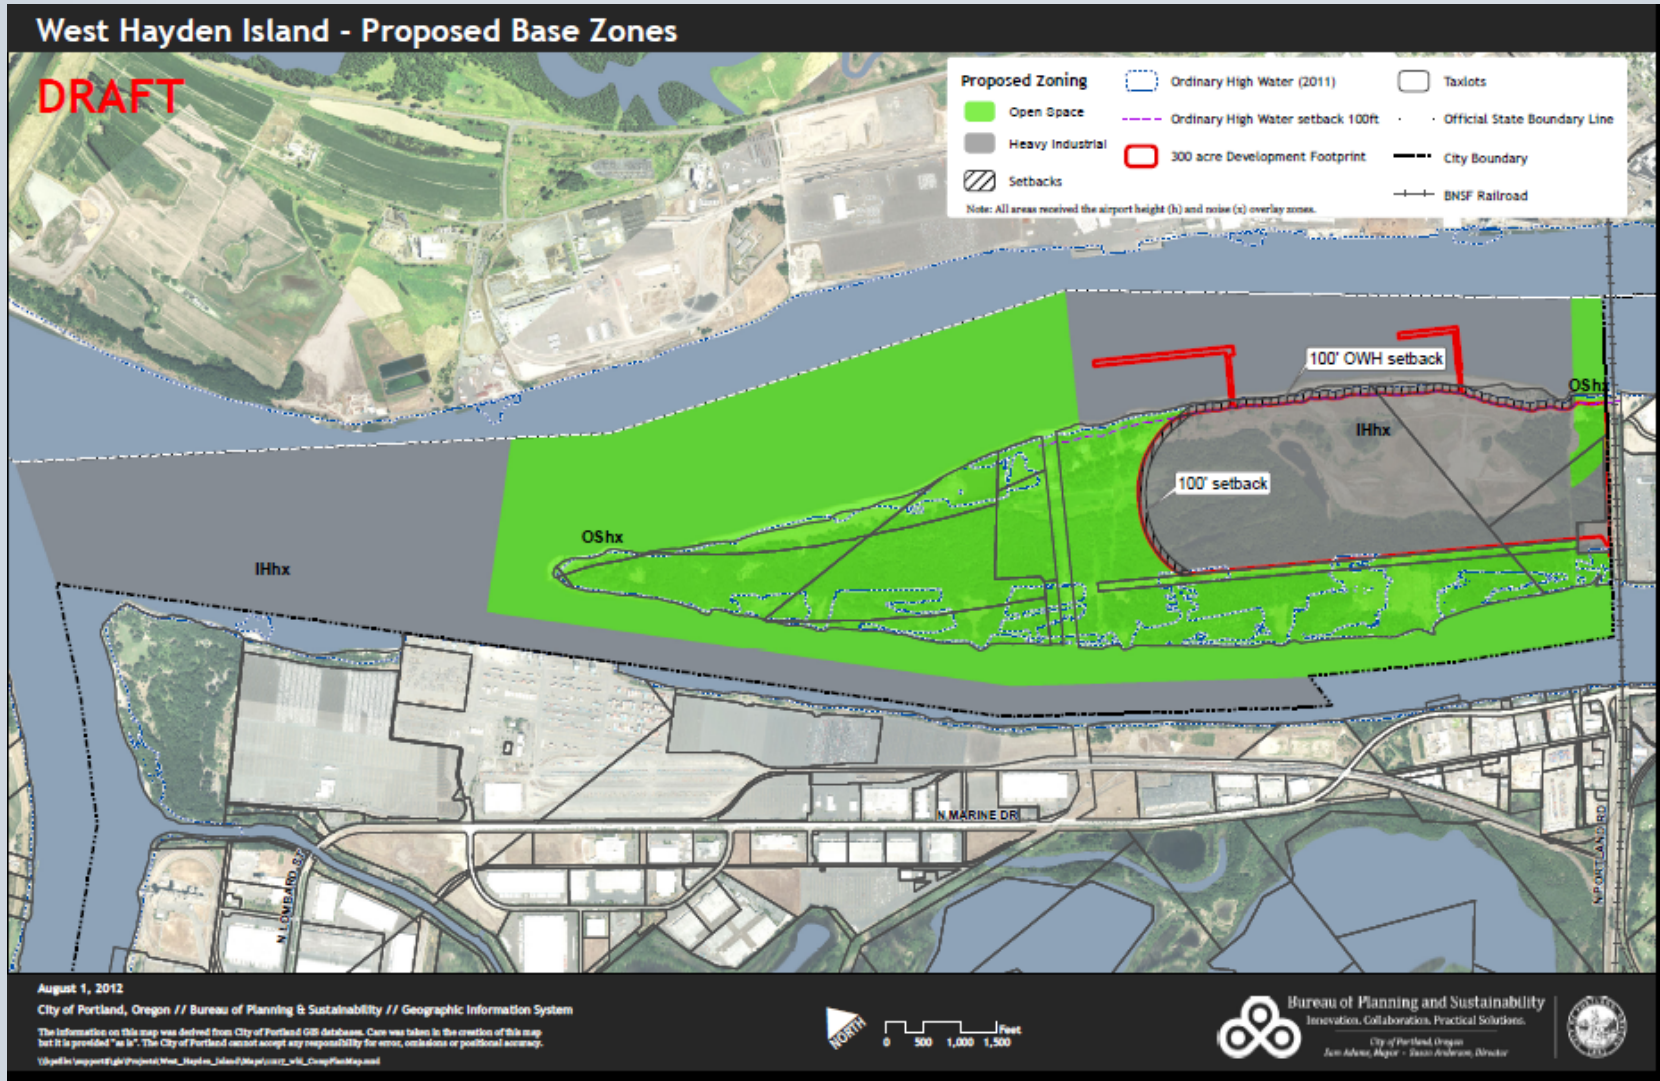 West Hayden Island - Proposed Base Zones
DRAFT
Proposed Zoning
Open Space
Heavy Industrial
Setbacks
Ordinary High Water (2011)
Ordinary High Water setback 100ft
300 acre Development Footprint
Taxlots
Official State Boundary Line
City Boundary
BNSF Railroad
Note: All areas received the airport height (h) and noise (x) overlay zones.
100' OWH setback
OShx
IHhx
100' setback
OShx
IHhx
N MARINE DR
N LOMBARD ST
N PORTLAND RD
August 1, 2012
City of Portland, Oregon // Bureau of Planning & Sustainability // Geographic Information System
The information on this map was derived from City of Portland GIS databases. Care was taken in the creation of this map
but it is provided "as is". The City of Portland cannot accept any responsibility for error, omissions or positional accuracy.
NORTH
Feet
0 500 1,000 1,500
Bureau of Planning and Sustainability
Innovation. Collaboration. Practical Solutions.
City of Portland, Oregon
Sam Adams, Mayor - Susan Anderson, Director